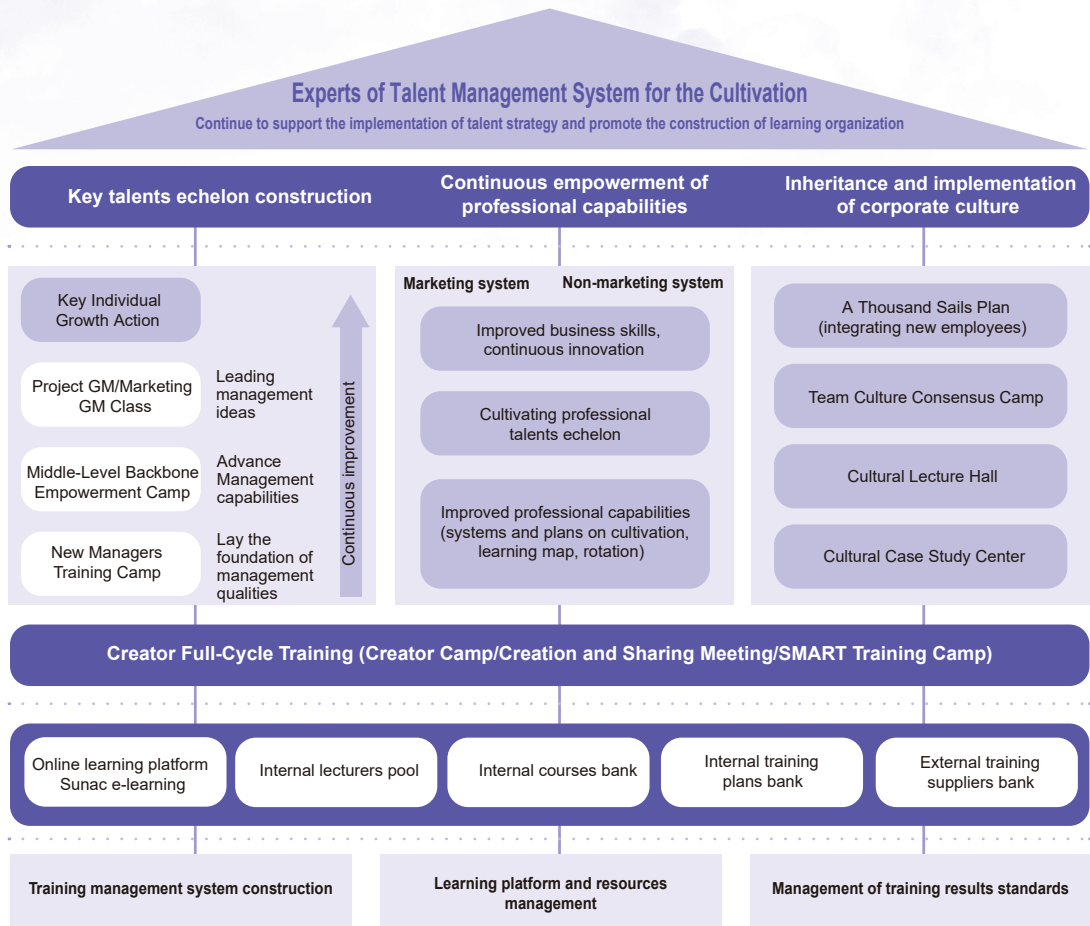 Experts of Talent Management System for the Cultivation
Continue to support the implementation of talent strategy and promote the construction of learning organization
Key talents echelon construction
Continuous empowerment of
professional capabilities
Inheritance and implementation
of corporate culture
Key Individual
Growth Action
Project GM/Marketing
GM Class
Leading
management
ideas
Middle-Level Backbone
Empowerment Camp
Advance
Management
capabilities
New Managers
Training Camp
Lay the
foundation of
management
qualities
Continuous improvement
Marketing system
Non-marketing system
Improved business skills,
continuous innovation
Cultivating professional
talents echelon
Improved professional capabilities
(systems and plans on cultivation,
learning map, rotation)
A Thousand Sails Plan
(integrating new employees)
Team Culture Consensus Camp
Cultural Lecture Hall
Cultural Case Study Center
Creator Full-Cycle Training (Creator Camp/Creation and Sharing Meeting/SMART Training Camp)
Online learning platform
Sunac e-learning
Internal lecturers pool
Internal courses bank
Internal training
plans bank
External training
suppliers bank
Training management system construction
Learning platform and resources
management
Management of training results standards